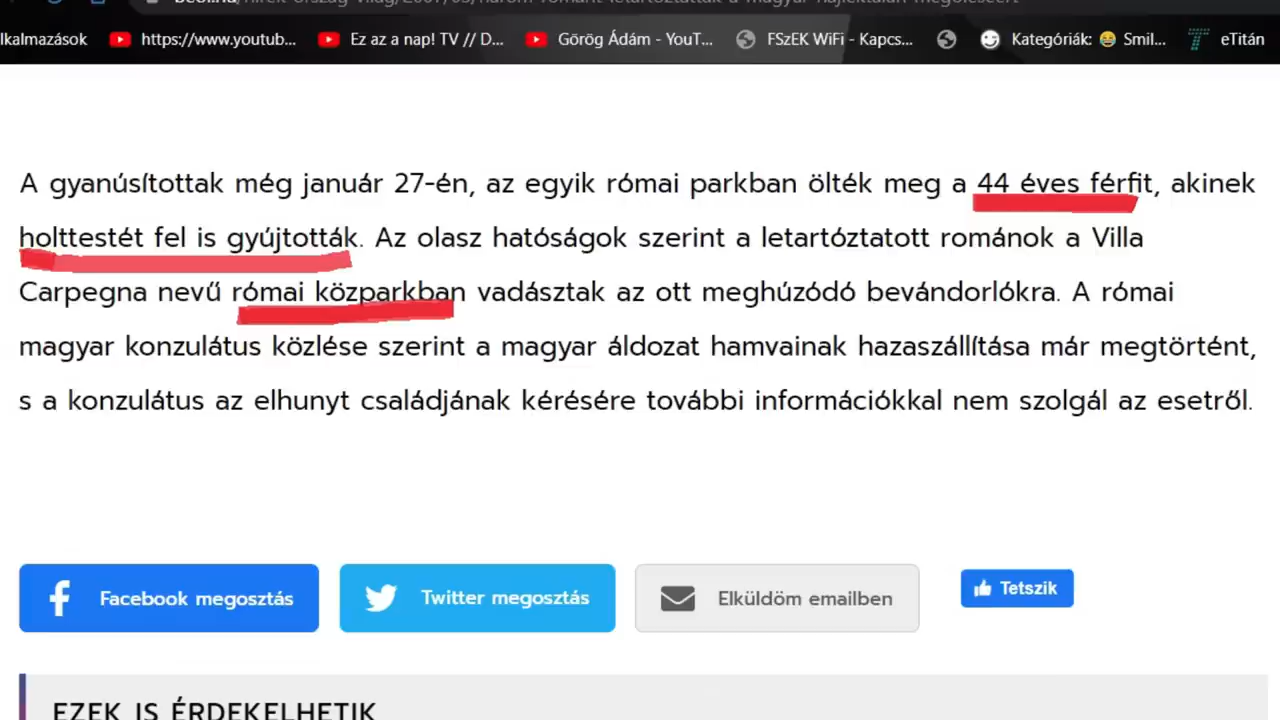 lkalmazások https://www.youtub... Ez az a nap! TV // D... Görög Ádám - YouT... FSzEK WiFi - Kapcs... Kategóriák: 😂 Smil... eTitán
A gyanúsítottak még január 27-én, az egyik római parkban ölték meg a 44 éves férfit, akinek
holttestét fel is gyújtották. Az olasz hatóságok szerint a letartóztatott románok a Villa
Carpegna nevű római közparkban vadásztak az ott meghúzódó bevándorlókra. A római
magyar konzulátus közlése szerint a magyar áldozat hamvainak hazaszállítása már megtörtént,
s a konzulátus az elhunyt családjának kérésére további információkkal nem szolgál az esetről.
Facebook megosztás Twitter megosztás Elküldöm emailben Tetszik
EZEK IS ÉRDEKELHETIK